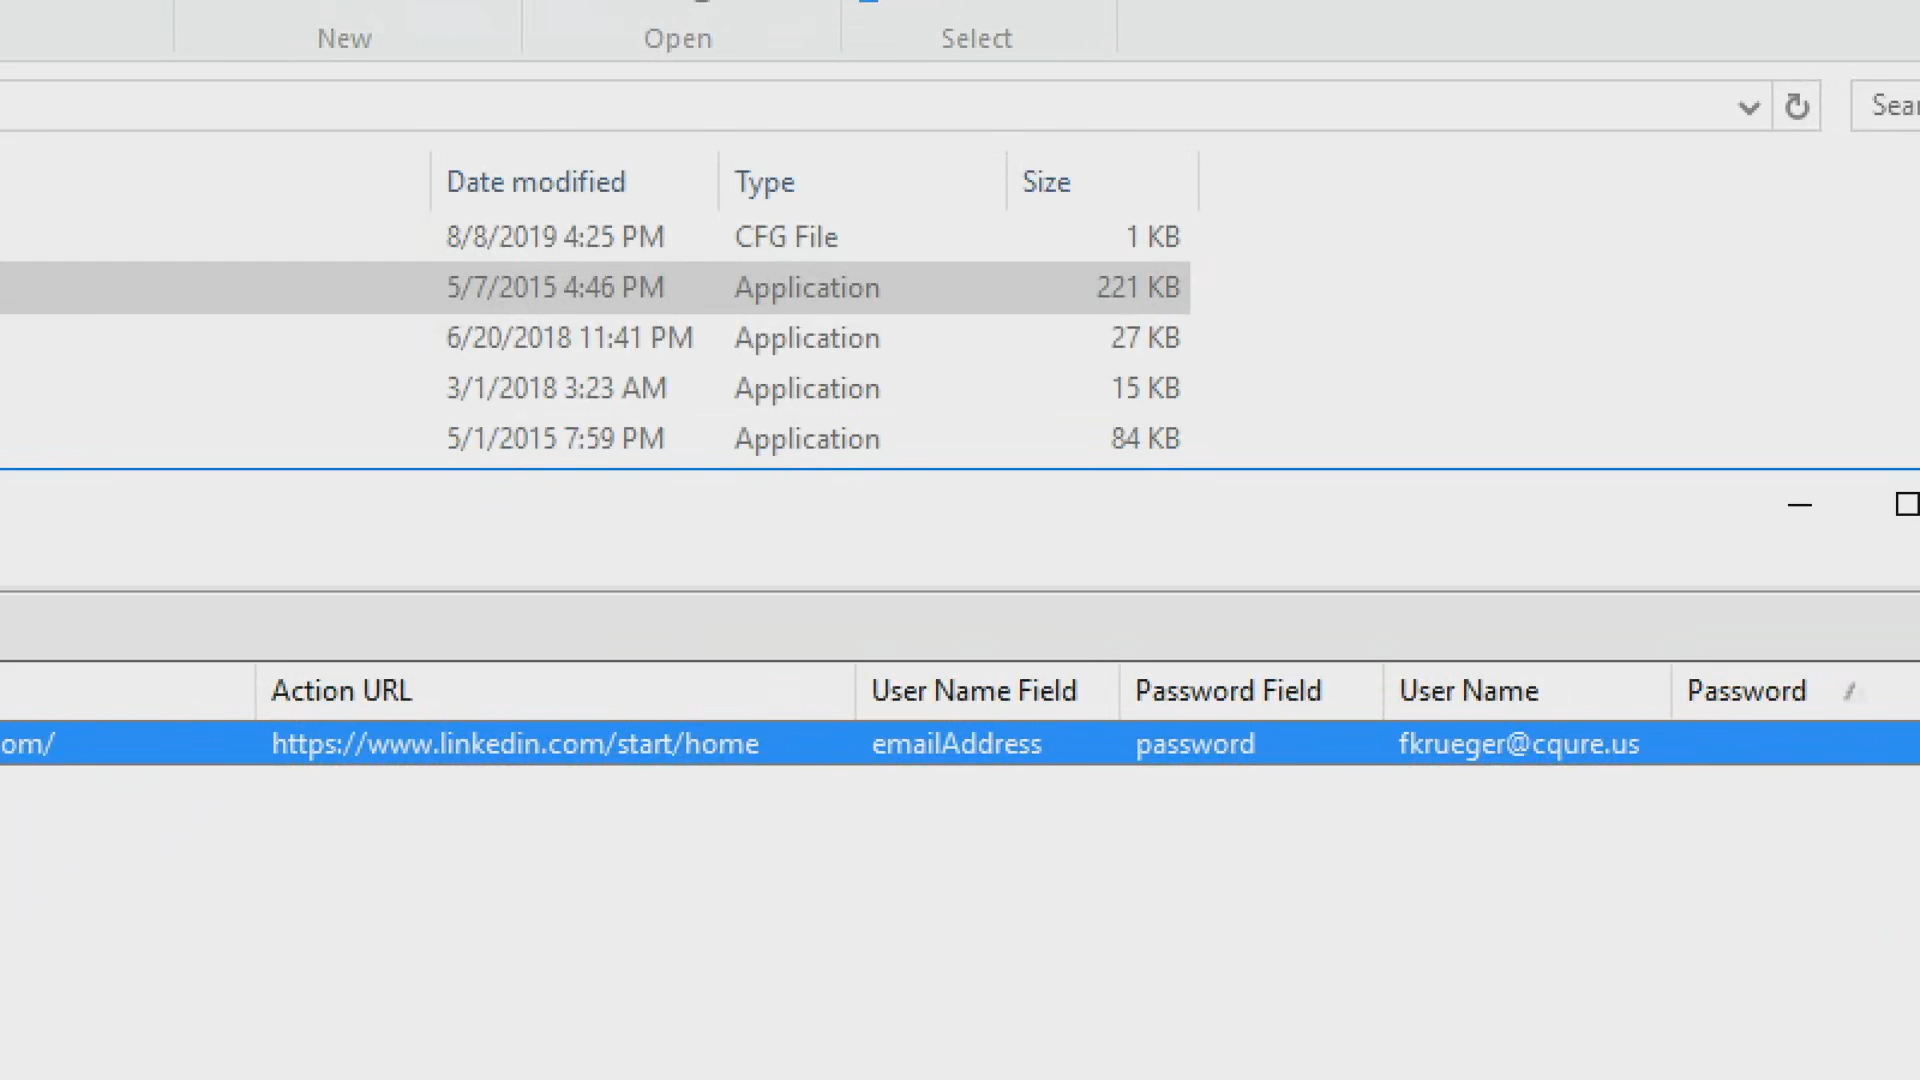 New Open Select
Sear
Date modified Type Size
8/8/2019 4:25 PM CFG File 1 KB
5/7/2015 4:46 PM Application 221 KB
6/20/2018 11:41 PM Application 27 KB
3/1/2018 3:23 AM Application 15 KB
5/1/2015 7:59 PM Application 84 KB
Action URL User Name Field Password Field User Name Password
om/ https://www.linkedin.com/start/home emailAddress password fkrueger@cqure.us